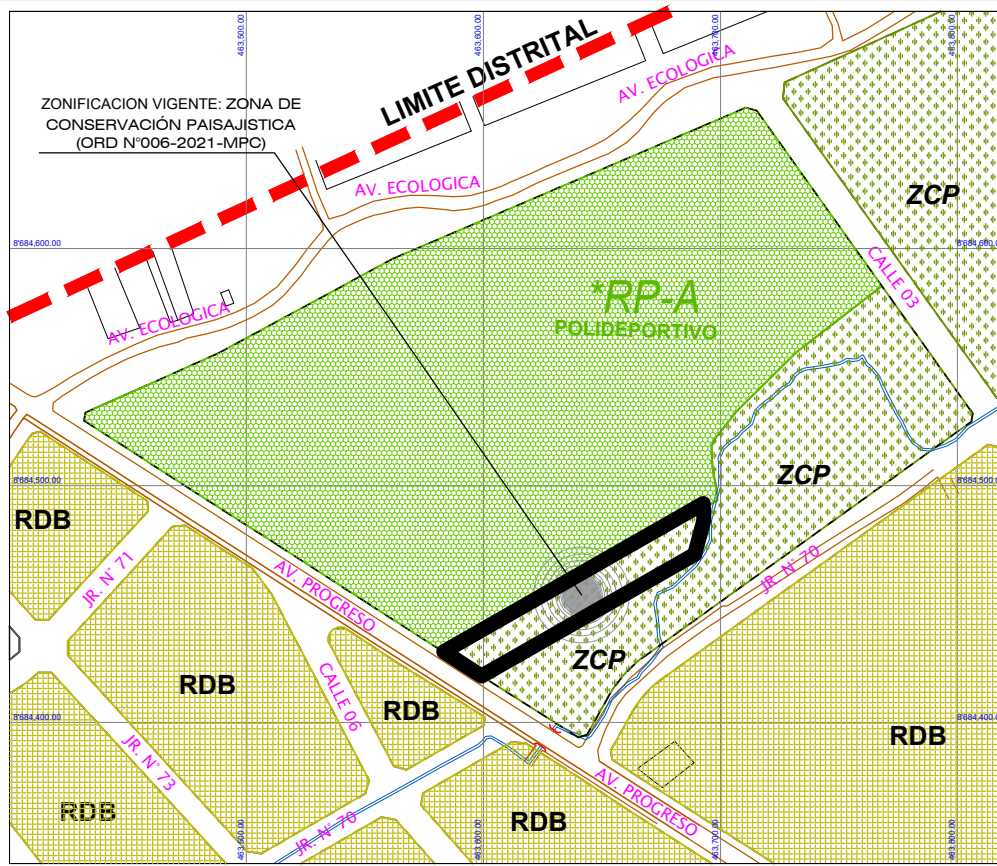 463,500.00
463,600.00
463,700.00
463,800.00
LIMITE DISTRITAL
AV. ECOLOGICA
ZONIFICACION VIGENTE: ZONA DE
CONSERVACIÓN PAISAJISTICA
(ORD N°006-2021-MPC)
AV. ECOLOGICA
ZCP
8'684,600.00
8'684,600.00
CALLE 03
*RP-A
POLIDEPORTIVO
AV. ECOLOGICA
ZCP
8'684,500.00
8'684,500.00
RDB
JR. N° 71
AV. PROGRESO
JR. N° 70
ZCP
RDB
CALLE 06
RDB
8'684,400.00
8'684,400.00
RDB
JR. N° 73
AV. PROGRESO
RDB
RDB
JR. N° 70
463,500.00
463,600.00
463,700.00
463,800.00